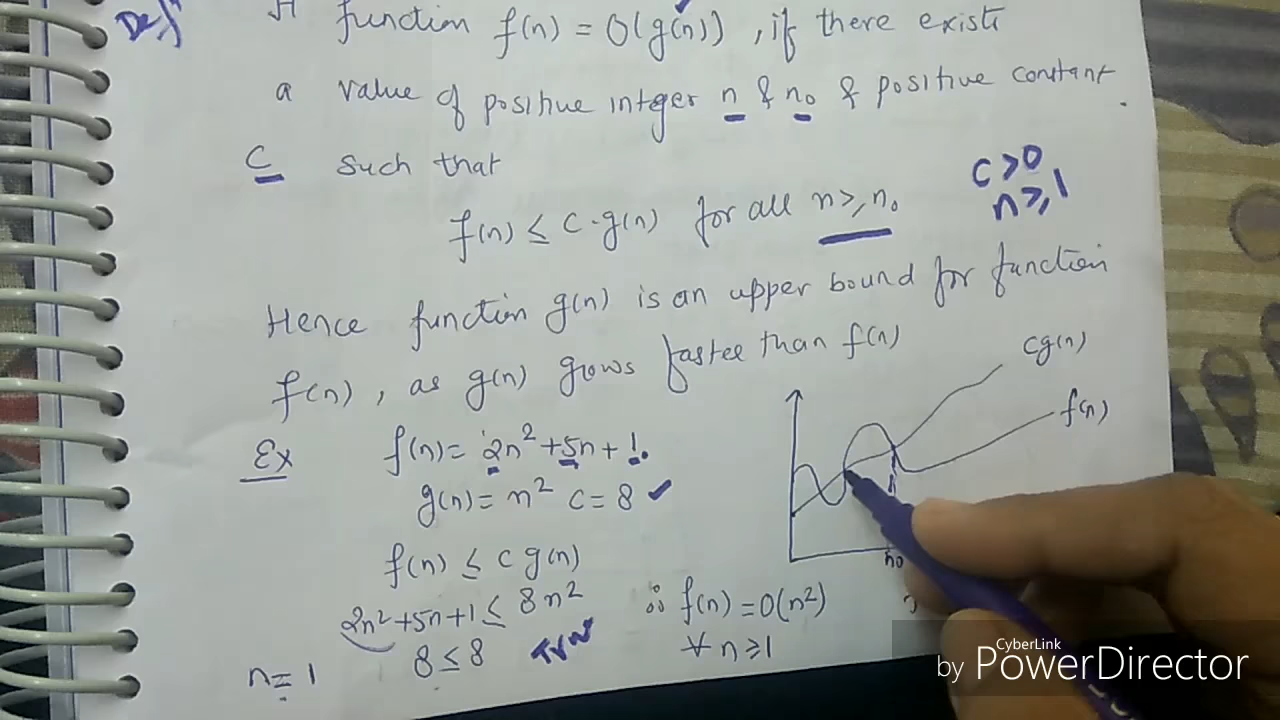 Def function f(n) = O(g(n)) , if there exists
a value of positive integer n & n₀ & positive constant .
C such that
c>0
n≥1
f(n) ≤ c.g(n) for all n≥n₀
Hence function g(n) is an upper bound for function
f(n) , as g(n) grows faster than f(n)
cg(n)
f(n)
Ex f(n)= 2n²+5n+1.
g(n)= n² c=8 ✓
f(n) ≤ c g(n)
n₀
2n²+5n+1 ≤ 8n² ∴ f(n)=O(n²)
n=1 8≤8 ∀ n≥1
CyberLink
by PowerDirector